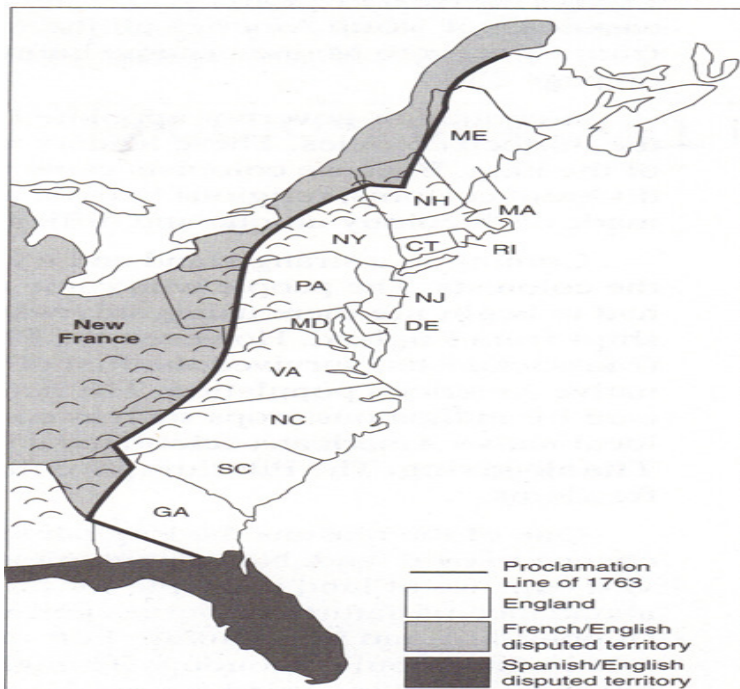 ME
NH
MA
NY
CT
RI
PA
NJ
New
France
MD
DE
VA
NC
SC
GA
Proclamation
Line of 1763
England
French/English
disputed territory
Spanish/English
disputed territory